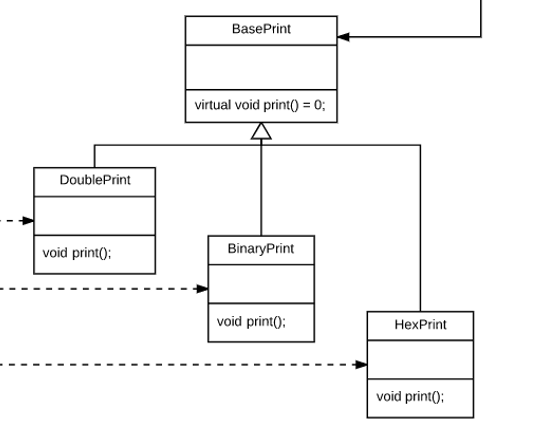 BasePrint
virtual void print() = 0;
DoublePrint
void print();
BinaryPrint
void print();
HexPrint
void print();